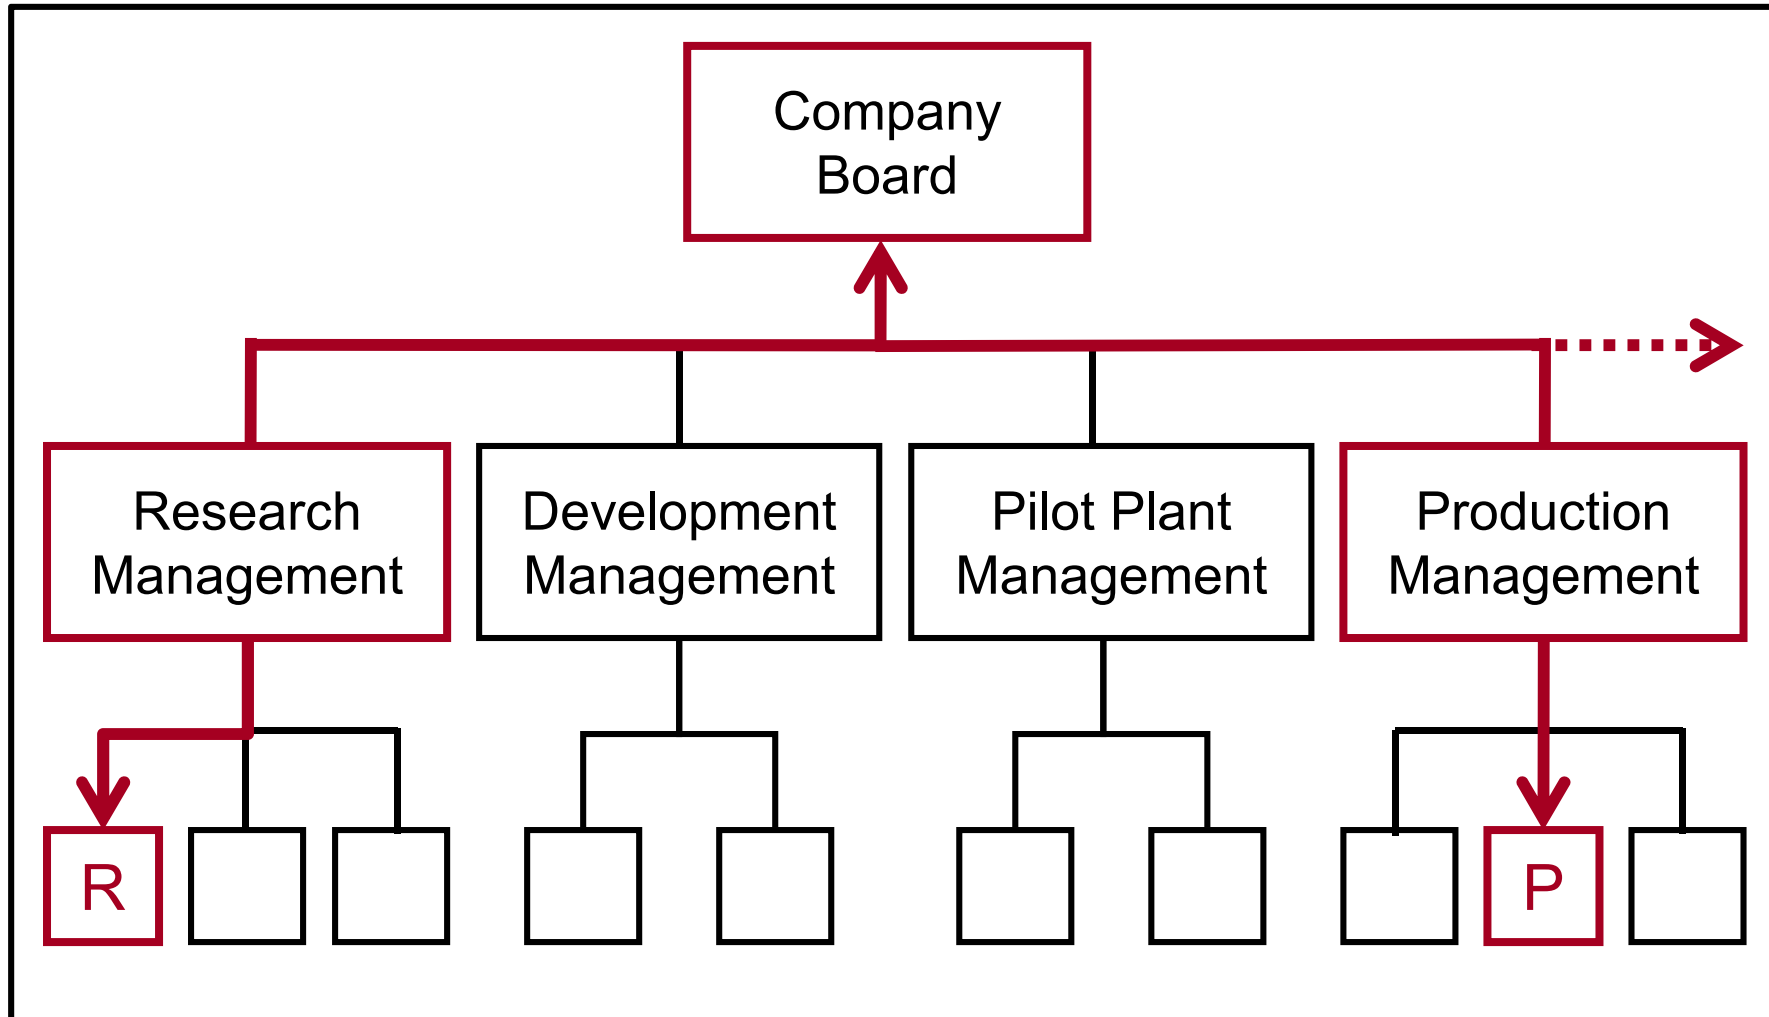 Company
Board
Research
Management
Development
Management
Pilot Plant
Management
Production
Management
R
P